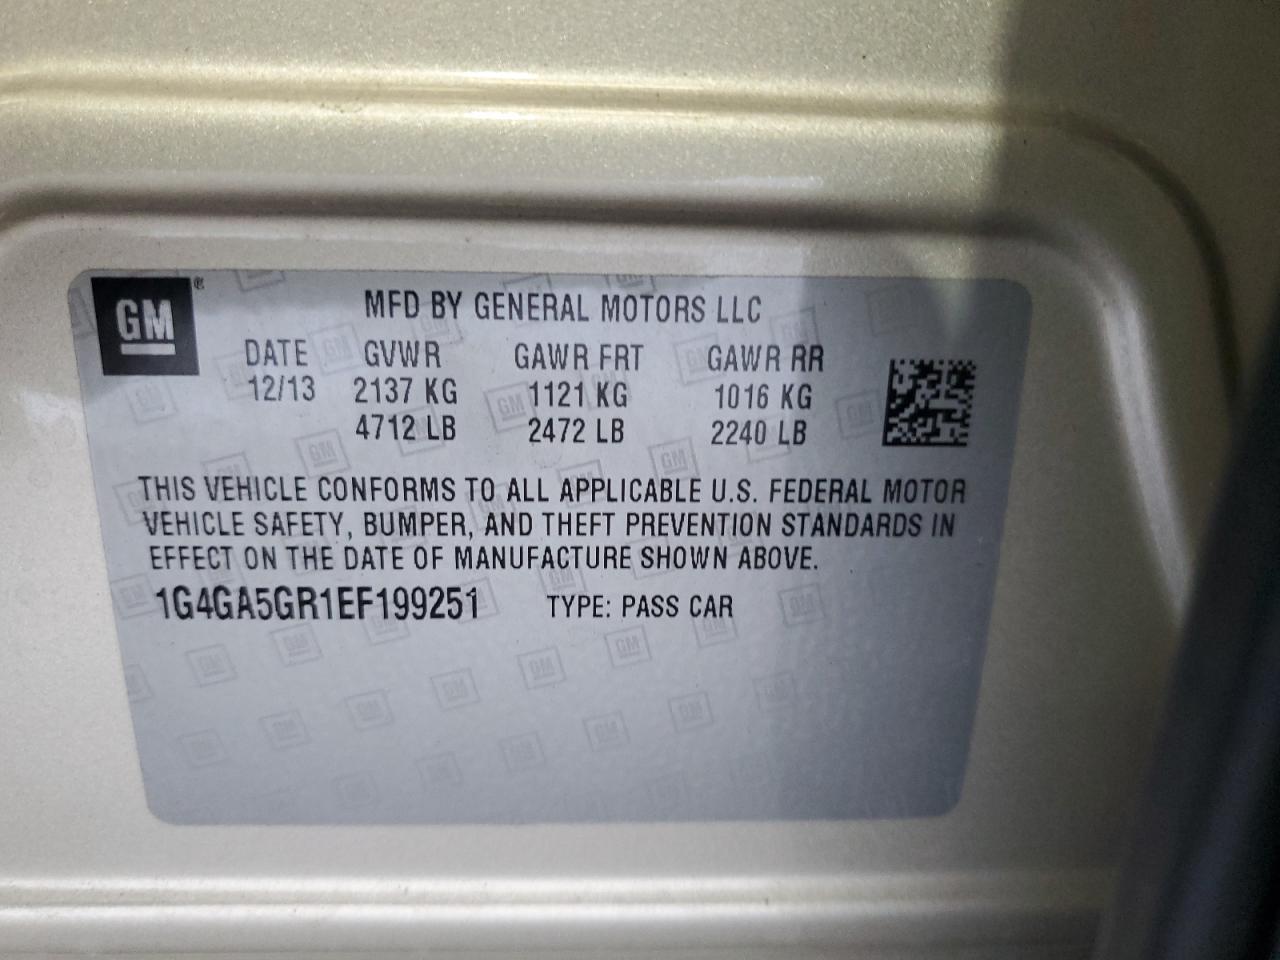 GM®
MFD BY GENERAL MOTORS LLC
DATE GVWR GAWR FRT GAWR RR
12/13 2137 KG 1121 KG 1016 KG
4712 LB 2472 LB 2240 LB
THIS VEHICLE CONFORMS TO ALL APPLICABLE U.S. FEDERAL MOTOR
VEHICLE SAFETY, BUMPER, AND THEFT PREVENTION STANDARDS IN
EFFECT ON THE DATE OF MANUFACTURE SHOWN ABOVE.
1G4GA5GR1EF199251 TYPE: PASS CAR